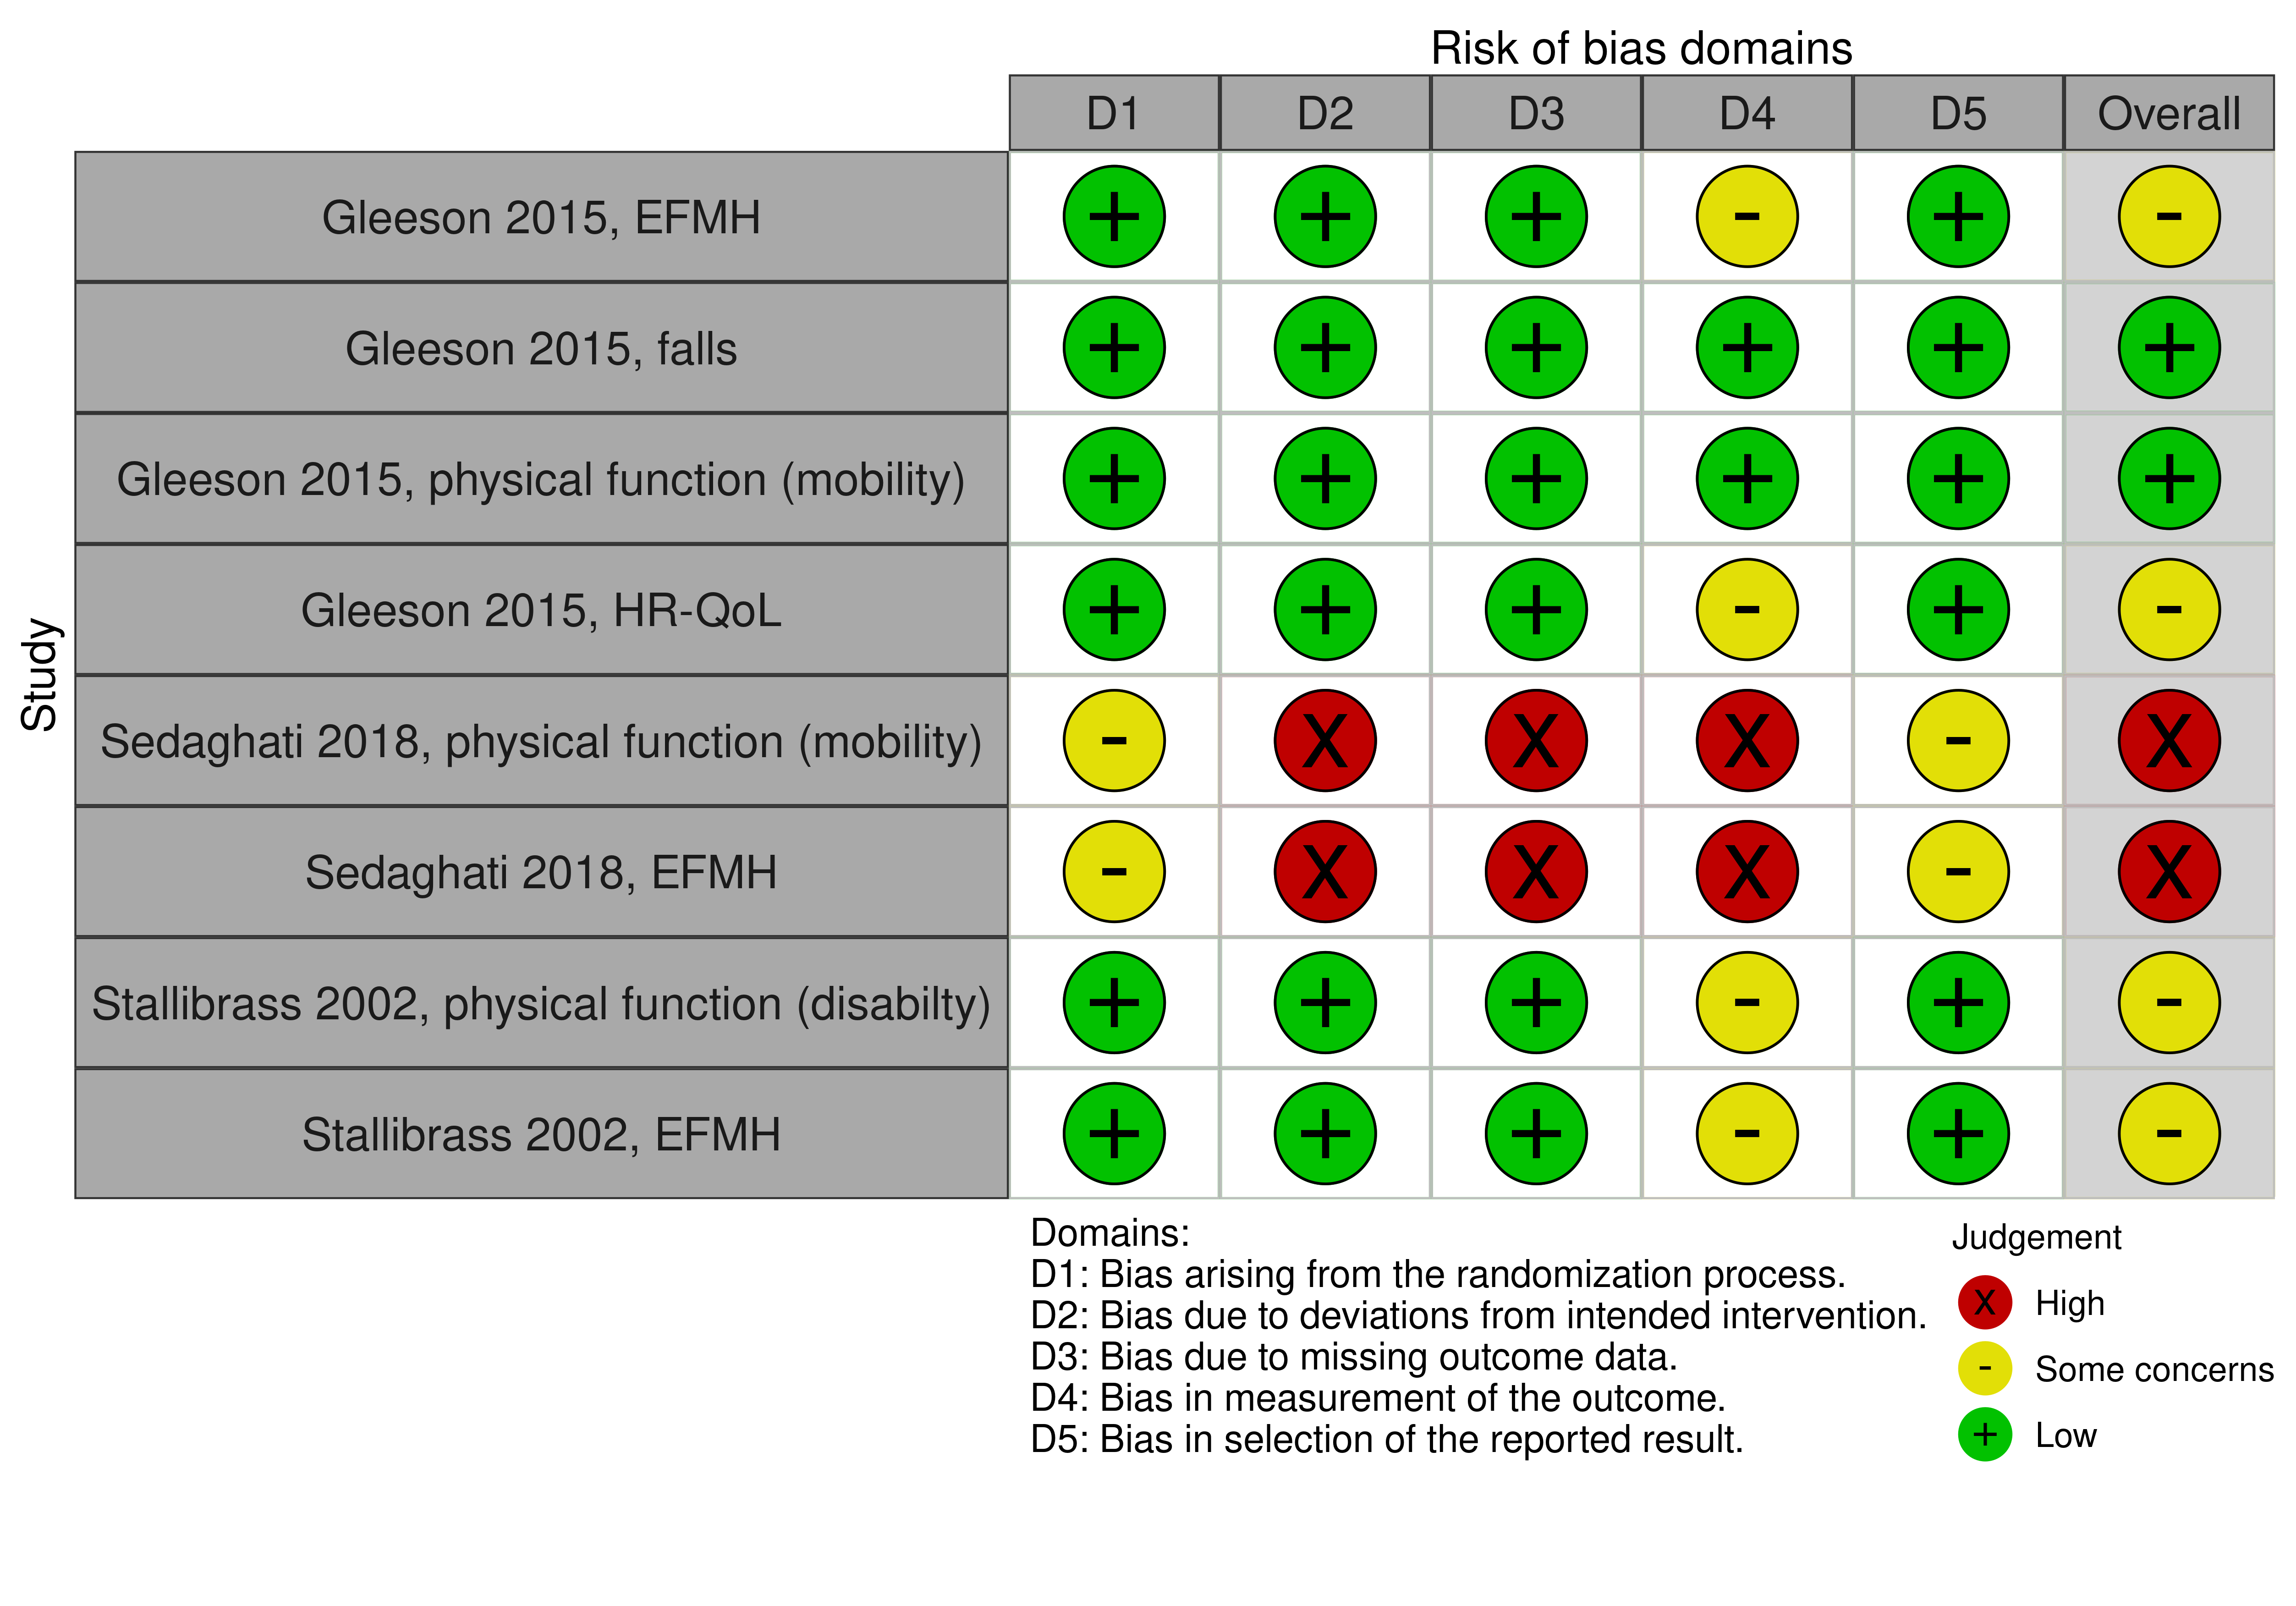 Risk of bias domains
D1 D2 D3 D4 D5 Overall
Study
Gleeson 2015, EFMH + + + - + -
Gleeson 2015, falls + + + + + +
Gleeson 2015, physical function (mobility) + + + + + +
Gleeson 2015, HR-QoL + + + - + -
Sedaghati 2018, physical function (mobility) - X X X - X
Sedaghati 2018, EFMH - X X X - X
Stallibrass 2002, physical function (disabilty) + + + - + -
Stallibrass 2002, EFMH + + + - + -
Domains:
D1: Bias arising from the randomization process.
D2: Bias due to deviations from intended intervention.
D3: Bias due to missing outcome data.
D4: Bias in measurement of the outcome.
D5: Bias in selection of the reported result.
Judgement
X High
- Some concerns
+ Low